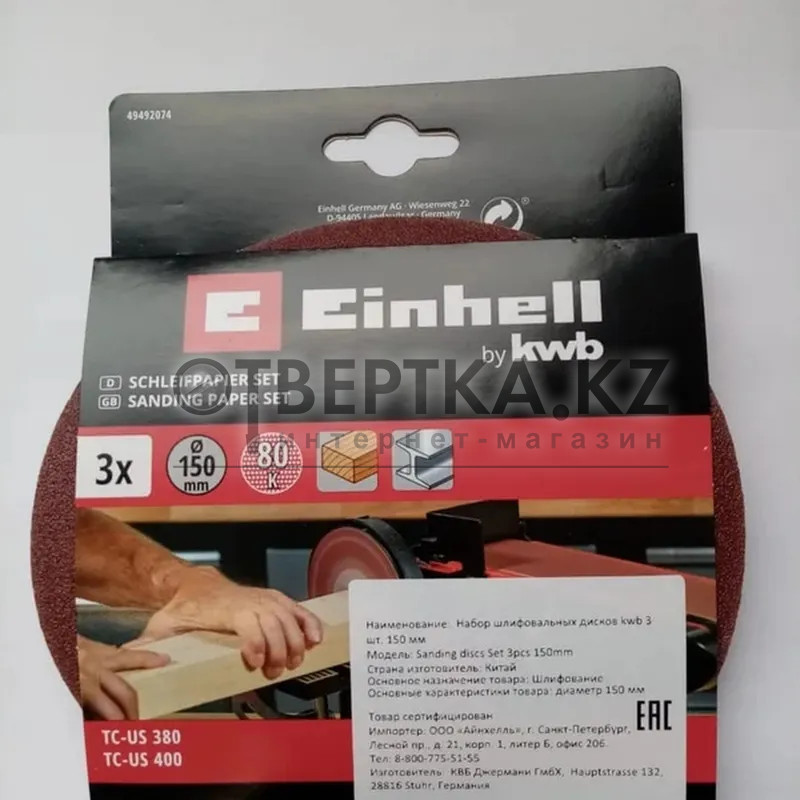 49492074
Einhell Germany AG · Wiesenweg 22
D-94405 Landau/Isar · Germany
Einhell
by kwb
D SCHLEIFPAPIER SET
GB SANDING PAPER SET
ОТВЕРТКА.KZ
интернет-магазин
3x
Ø
150
mm
80
K
Наименование: Набор шлифовальных дисков kwb 3
шт. 150 мм
Модель: Sanding discs Set 3pcs 150mm
Страна изготовитель: Китай
Основное назначение товара: Шлифование
Основные характеристики товара: диаметр 150 мм
Товар сертифицирован
Импортер: ООО «Айнхелль», г. Санкт-Петербург,
Лесной пр., д. 21, корп. 1, литер Б, офис 206.
Тел: 8-800-775-51-55
Изготовитель: КВБ Джермани ГмбХ, Hauptstrasse 132,
28816 Stuhr, Германия
EAC
TC-US 380
TC-US 400